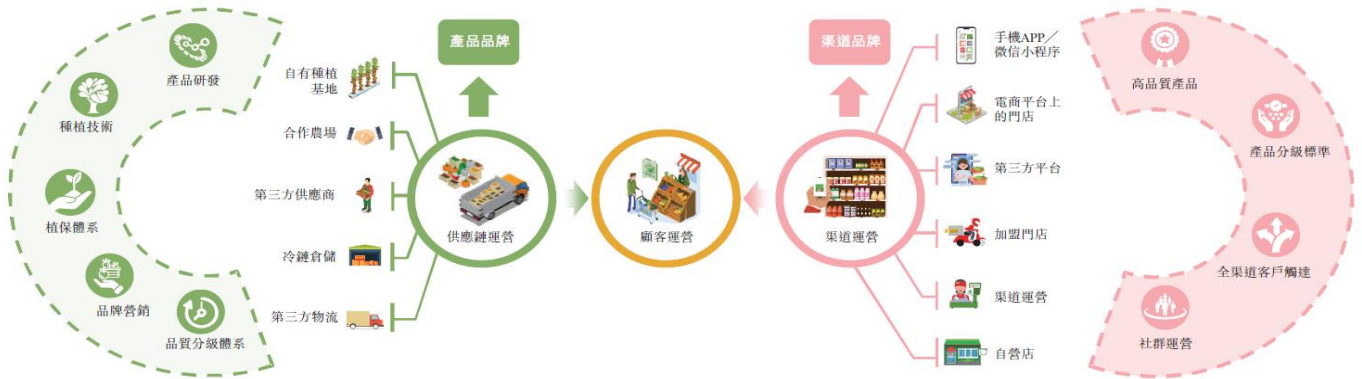 產品研發
種植技術
植保體系
品牌營銷
品質分級體系
自有種植
基地
合作農場
第三方供應商
冷鏈倉儲
第三方物流
產品品牌
供應鏈運營
顧客運營
渠道品牌
渠道運營
手機APP／
微信小程序
電商平台上
的門店
第三方平台
加盟門店
渠道運營
自營店
高品質產品
產品分級標準
全渠道客戶觸達
社群運營